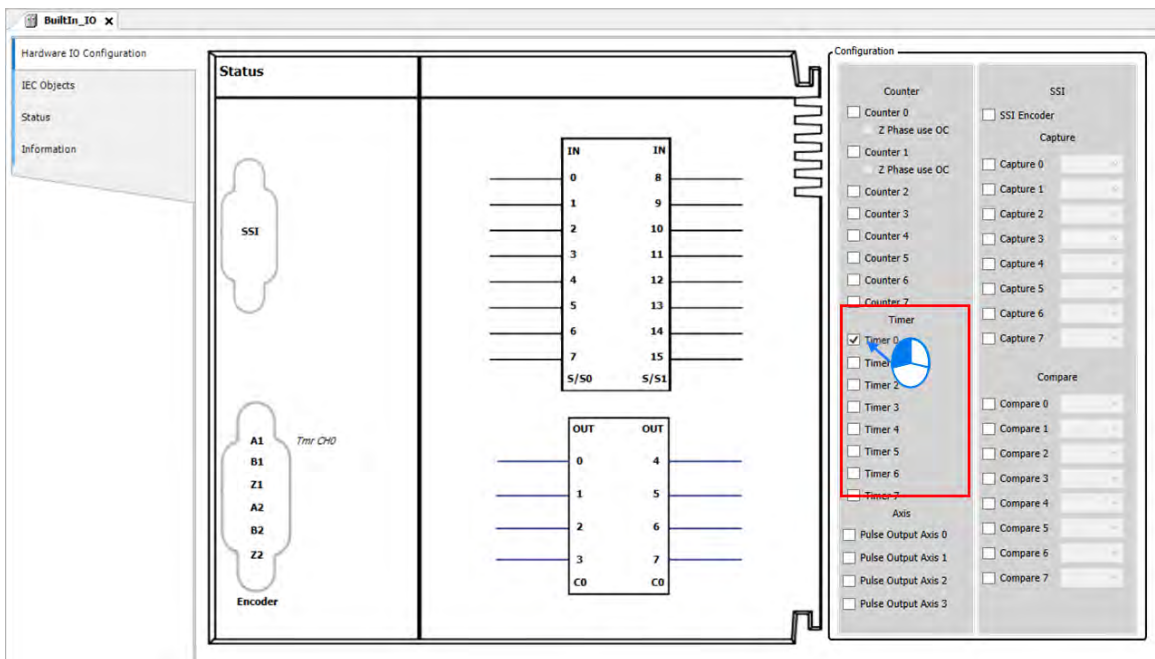 BuiltIn_IO x
Hardware IO Configuration
IEC Objects
Status
Information
Status
SSI
A1 Tmr CH0
B1
Z1
A2
B2
Z2
Encoder
IN IN
0 8
1 9
2 10
3 11
4 12
5 13
6 14
7 15
S/S0 S/S1
OUT OUT
0 4
1 5
2 6
3 7
C0 C0
Configuration
Counter
Counter 0
Z Phase use OC
Counter 1
Z Phase use OC
Counter 2
Counter 3
Counter 4
Counter 5
Counter 6
Counter 7
Timer
Timer 0
Timer
Timer 2
Timer 3
Timer 4
Timer 5
Timer 6
Timer 7
Axis
Pulse Output Axis 0
Pulse Output Axis 1
Pulse Output Axis 2
Pulse Output Axis 3
SSI
SSI Encoder
Capture
Capture 0
Capture 1
Capture 2
Capture 3
Capture 4
Capture 5
Capture 6
Capture 7
Compare
Compare 0
Compare 1
Compare 2
Compare 3
Compare 4
Compare 5
Compare 6
Compare 7